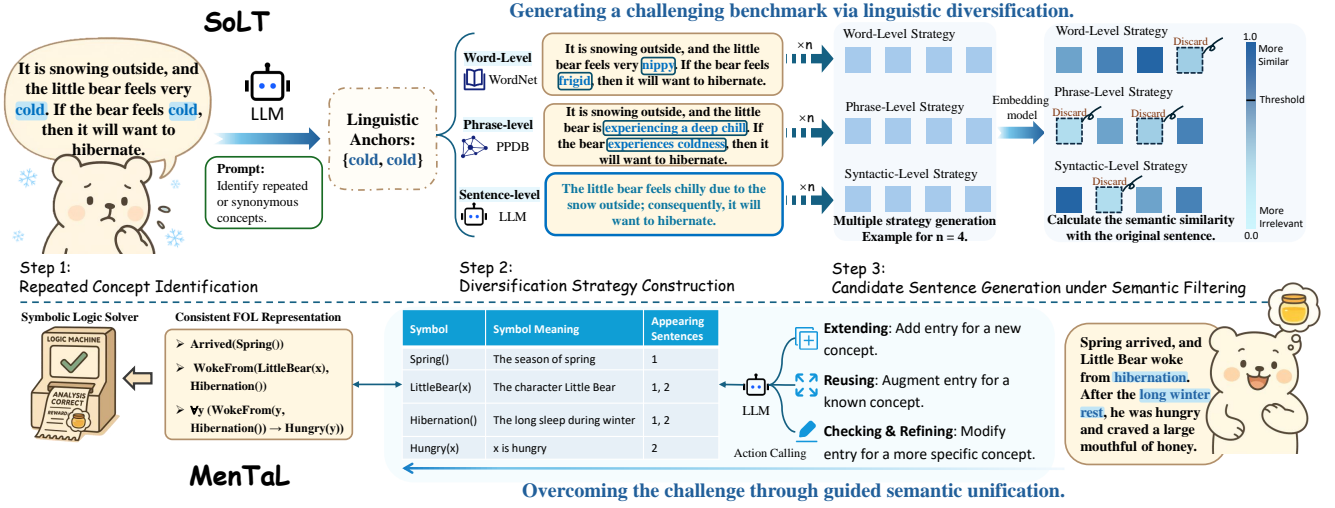 SoLT
Generating a challenging benchmark via linguistic diversification.
It is snowing outside, and
the little bear feels very
cold. If the bear feels cold,
then it will want to
hibernate.
LLM
Prompt:
Identify repeated
or synonymous
concepts.
Linguistic
Anchors:
{cold, cold}
Word-Level
WordNet
It is snowing outside, and the little
bear feels very nippy. If the bear feels
frigid, then it will want to hibernate.
Phrase-level
PPDB
It is snowing outside, and the little
bear is experiencing a deep chill. If
the bear experiences coldness, then it
will want to hibernate.
Sentence-level
LLM
The little bear feels chilly due to the
snow outside; consequently, it will
want to hibernate.
×n
×n
×n
Word-Level Strategy
Phrase-Level Strategy
Syntactic-Level Strategy
Multiple strategy generation
Example for n = 4.
Embedding
model
Word-Level Strategy
Discard
Phrase-Level Strategy
Discard
Discard
Syntactic-Level Strategy
Discard
Calculate the semantic similarity
with the original sentence.
1.0
More
Similar
Threshold
More
Irrelevant
0.0
Step 1:
Repeated Concept Identification
Step 2:
Diversification Strategy Construction
Step 3:
Candidate Sentence Generation under Semantic Filtering
Symbolic Logic Solver
LOGIC MACHINE
ANALYSIS
CORRECT
REWARD
Consistent FOL Representation
➢ Arrived(Spring())
➢ WokeFrom(LittleBear(x),
Hibernation())
➢ ∀y (WokeFrom(y,
Hibernation()) → Hungry(y))
MenTaL
Symbol Symbol Meaning Appearing
Sentences
Spring() The season of spring 1
LittleBear(x) The character Little Bear 1, 2
Hibernation() The long sleep during winter 1, 2
Hungry(x) x is hungry 2
LLM
Action Calling
Extending: Add entry for a new
concept.
Reusing: Augment entry for a
known concept.
Checking & Refining: Modify
entry for a more specific concept.
Spring arrived, and
Little Bear woke
from hibernation.
After the long winter
rest, he was hungry
and craved a large
mouthful of honey.
Overcoming the challenge through guided semantic unification.